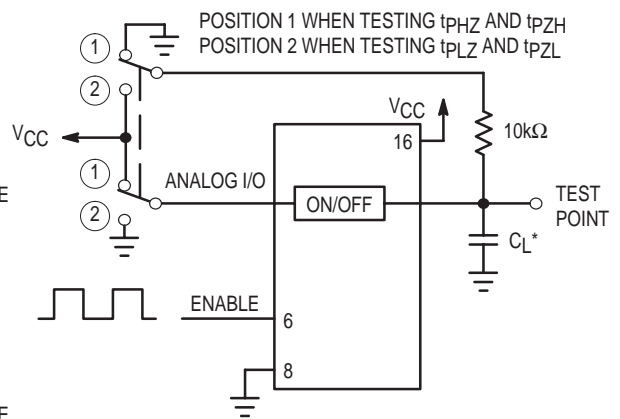 POSITION 1 WHEN TESTING tPHZ AND tPZH
POSITION 2 WHEN TESTING tPLZ AND tPZL
1
2
VCC
VCC
16
10kΩ
1
ANALOG I/O
ON/OFF
TEST
POINT
E
2
CL*
ENABLE
6
8
E